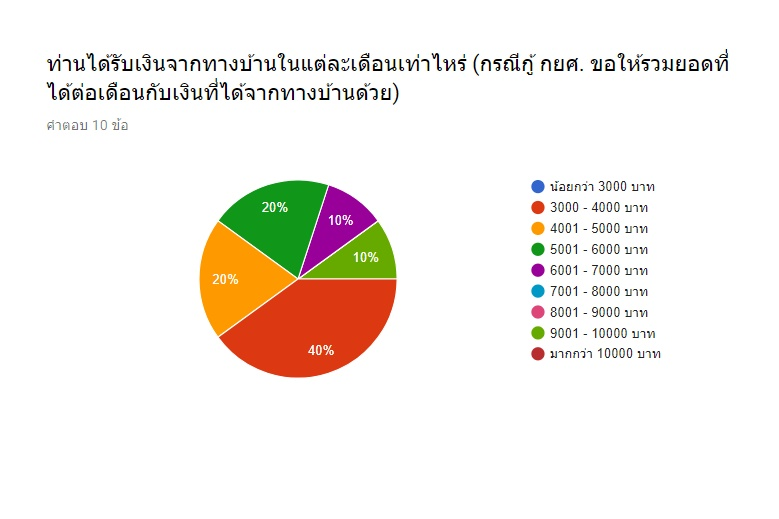 ท่านได้รับเงินจากทางบ้านในแต่ละเดือนเท่าไหร่ (กรณีกู้ กยศ. ขอให้รวมยอดที่
ได้ต่อเดือนกับเงินที่ได้จากทางบ้านด้วย)
คำตอบ 10 ข้อ
20%
10%
10%
20%
40%
น้อยกว่า 3000 บาท
3000 - 4000 บาท
4001 - 5000 บาท
5001 - 6000 บาท
6001 - 7000 บาท
7001 - 8000 บาท
8001 - 9000 บาท
9001 - 10000 บาท
มากกว่า 10000 บาท